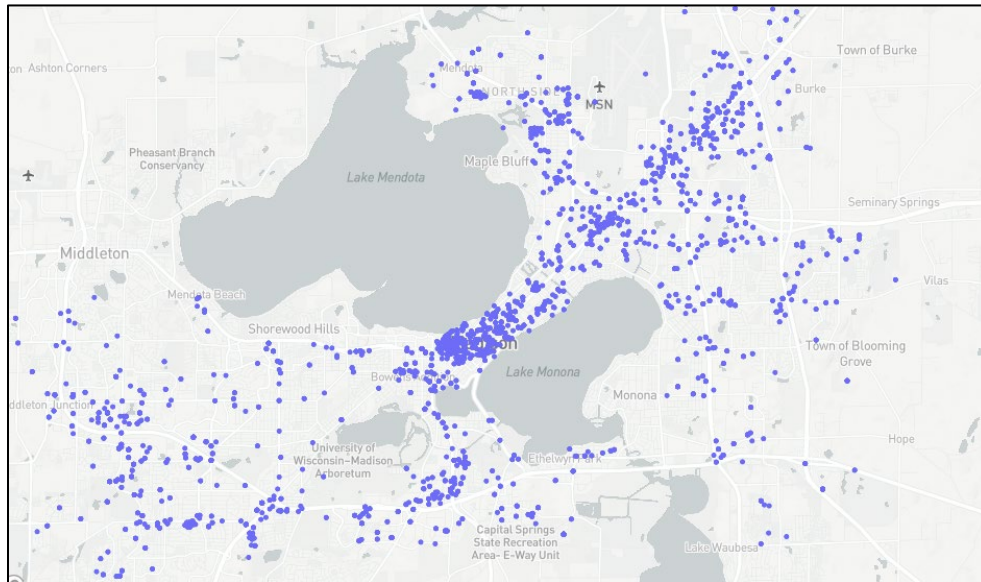 Ashton Corners
Mendota
Town of Burke
NORTH SIDE
MSN
Burke
Pheasant Branch
Conservancy
Maple Bluff
Lake Mendota
Seminary Springs
Middleton
Vilas
Mendota Beach
Shorewood Hills
Town of Blooming
Grove
Lake Monona
Monona
Middleton Junction
University of
Wisconsin–Madison
Arboretum
Hope
Capital Springs
State Recreation
Area- E-Way Unit
Lake Waubesa